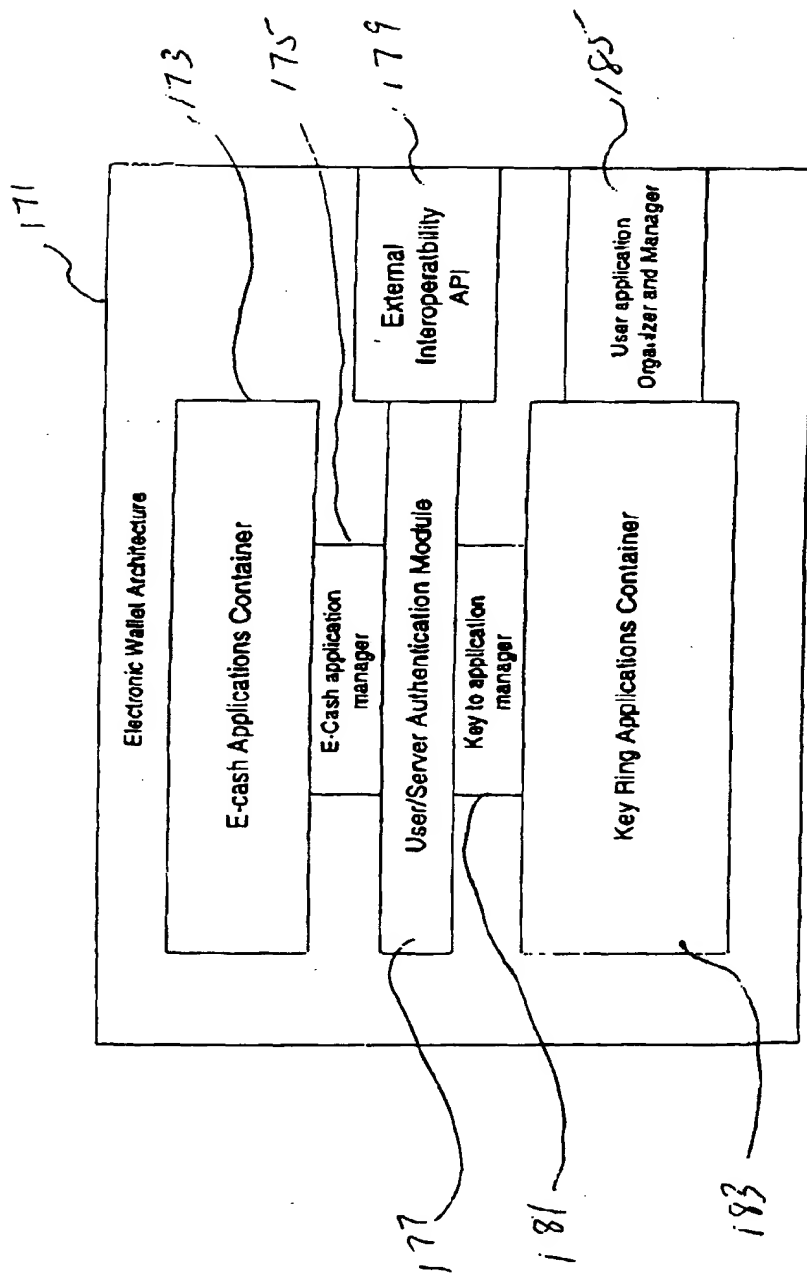 171
173
175
179
185
Electronic Wallet Architecture
E-cash Applications Container
E-Cash application
manager
User/Server Authentication Module
External
Interoperatbility
API
Key to application
manager
Key Ring Applications Container
User application
Organizer and Manager
177
181
183